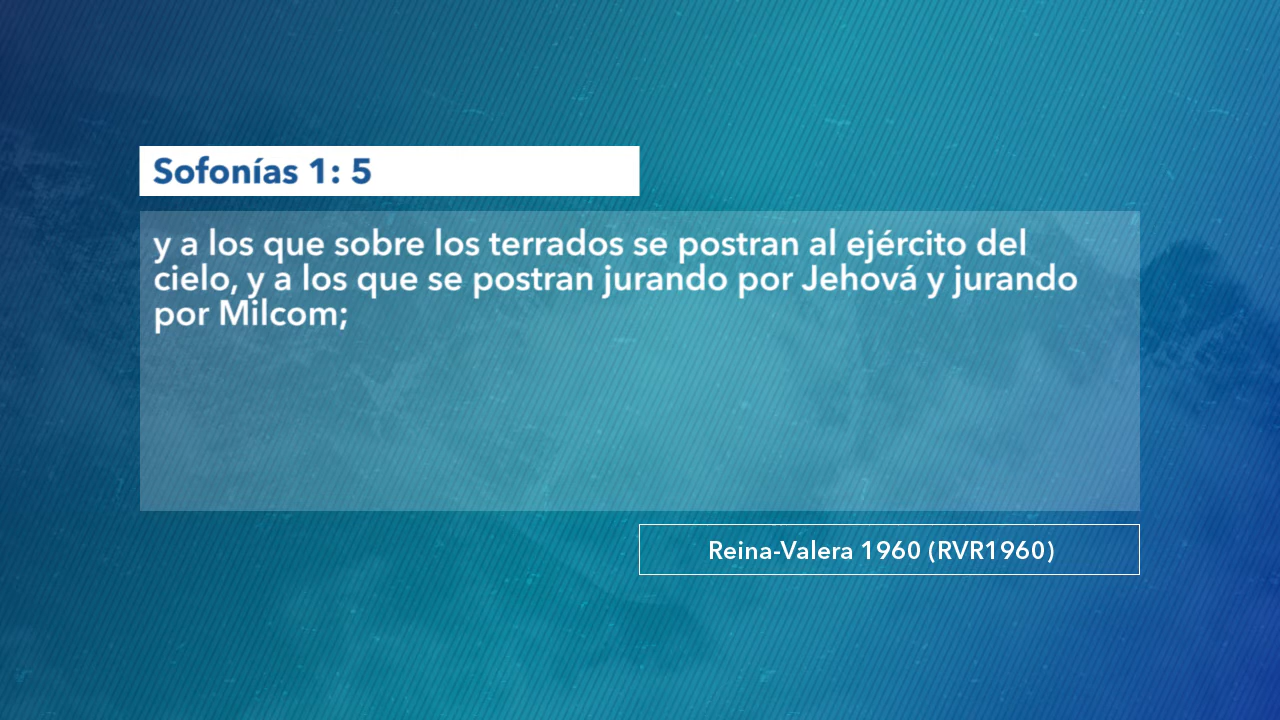 Sofonías 1: 5
y a los que sobre los terrados se postran al ejército del
cielo, y a los que se postran jurando por Jehová y jurando
por Milcom;
Reina-Valera 1960 (RVR1960)